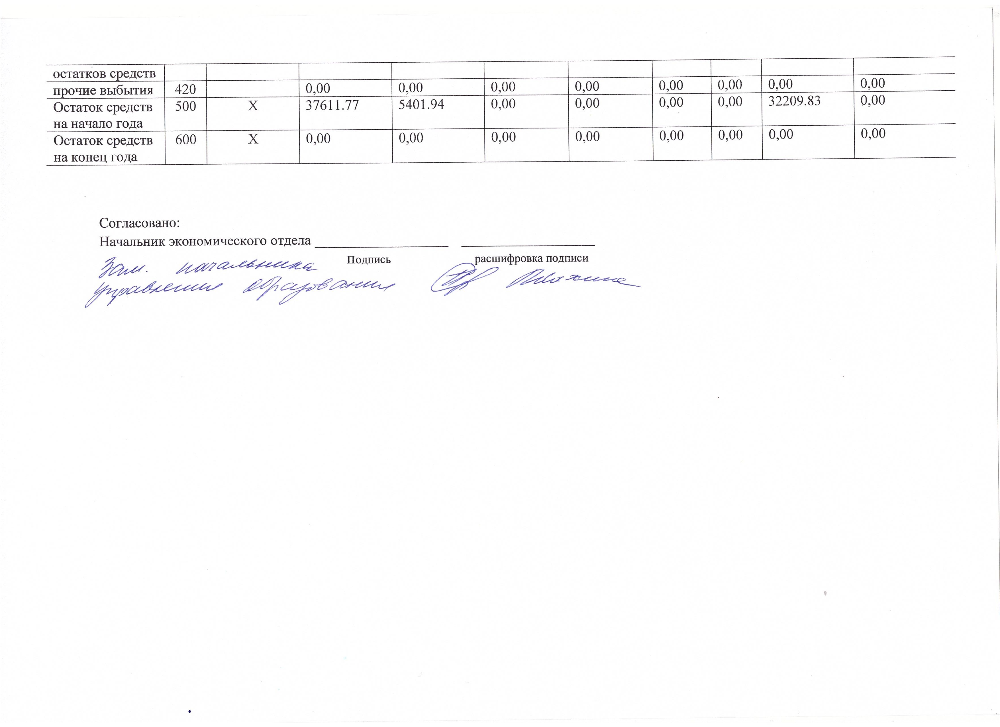 остатков средств
прочие выбытия 420 0,00 0,00 0,00 0,00 0,00 0,00 0,00 0,00
Остаток средств 500 X 37611.77 5401.94 0,00 0,00 0,00 0,00 32209.83 0,00
на начало года
Остаток средств 600 X 0,00 0,00 0,00 0,00 0,00 0,00 0,00 0,00
на конец года
Согласовано:
Начальник экономического отдела
Подпись расшифровка подписи
Зам. начальника
управления образования